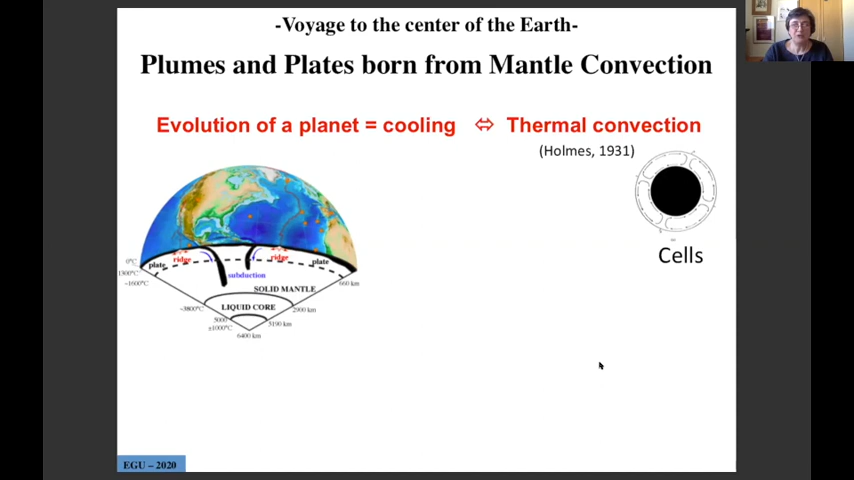 -Voyage to the center of the Earth-
Plumes and Plates born from Mantle Convection
Evolution of a planet = cooling ⇔ Thermal convection
(Holmes, 1931)
Cells
0°C
1300°C
~1600°C
plate
ridge
ridge
plate
subduction
SOLID MANTLE
660 km
~3800°C
LIQUID CORE
2900 km
5000
±1000°C
5190 km
6400 km
EGU – 2020